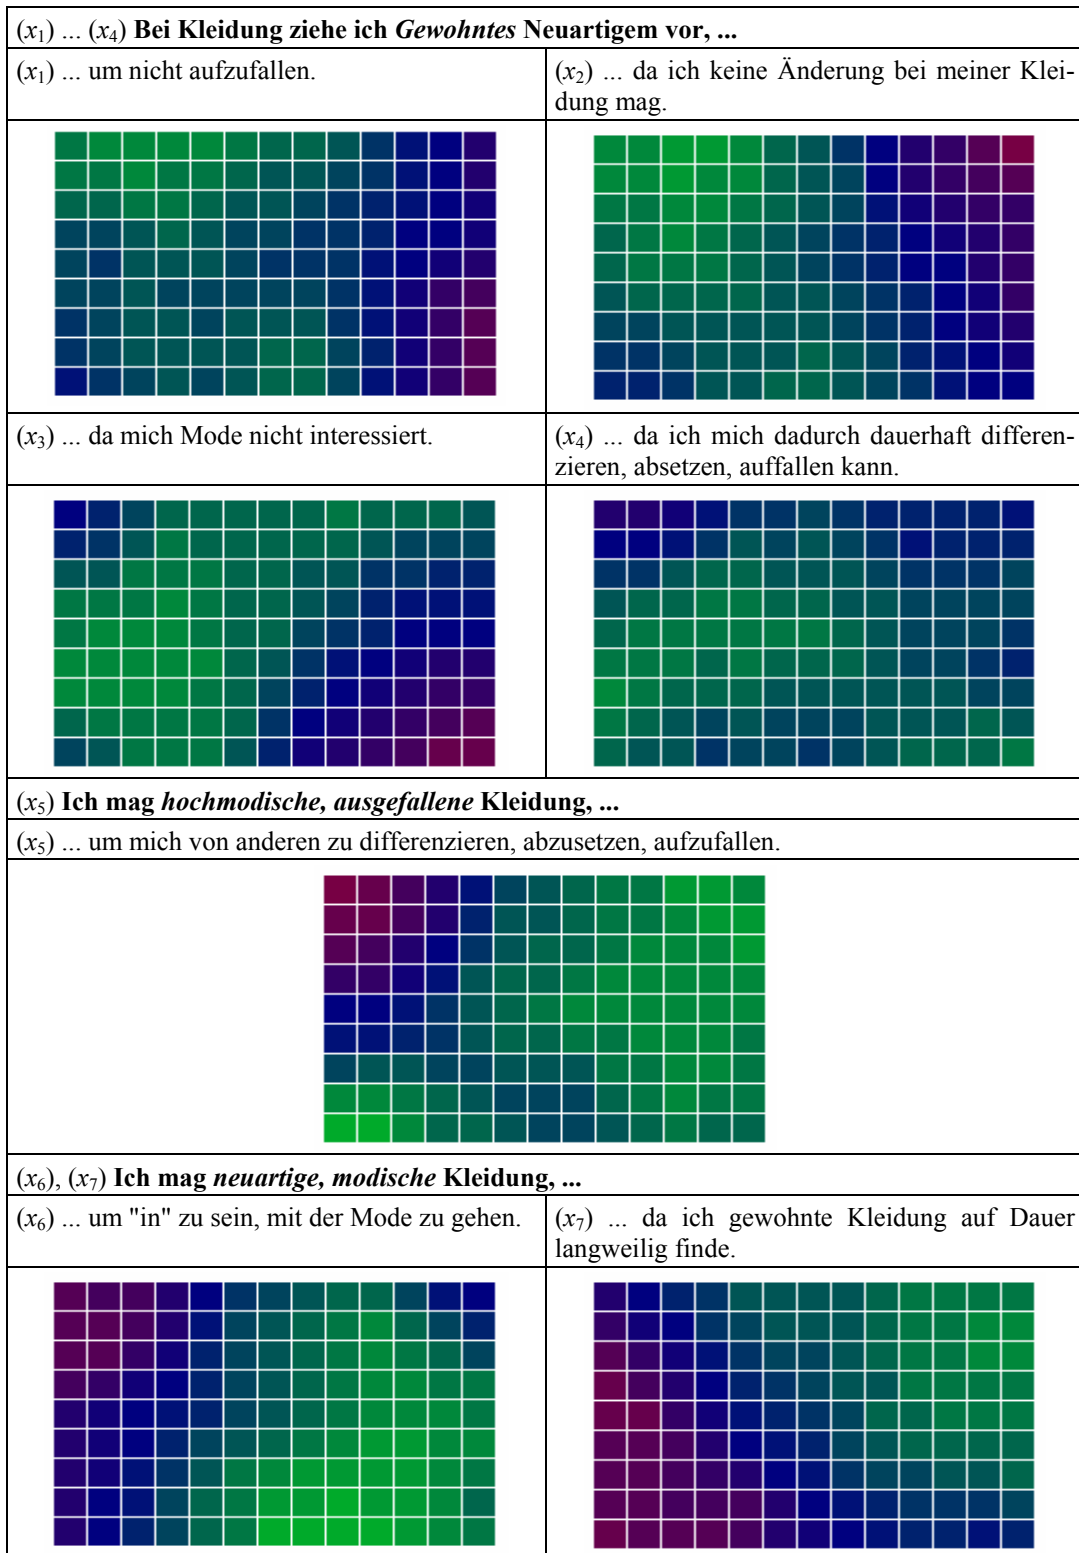 (x1) ... (x4) Bei Kleidung ziehe ich Gewohntes Neuartigem vor, ...
(x1) ... um nicht aufzufallen.
(x2) ... da ich keine Änderung bei meiner Klei-
dung mag.
(x3) ... da mich Mode nicht interessiert.
(x4) ... da ich mich dadurch dauerhaft differen-
zieren, absetzen, auffallen kann.
(x5) Ich mag hochmodische, ausgefallene Kleidung, ...
(x5) ... um mich von anderen zu differenzieren, abzusetzen, aufzufallen.
(x6), (x7) Ich mag neuartige, modische Kleidung, ...
(x6) ... um "in" zu sein, mit der Mode zu gehen.
(x7) ... da ich gewohnte Kleidung auf Dauer
langweilig finde.